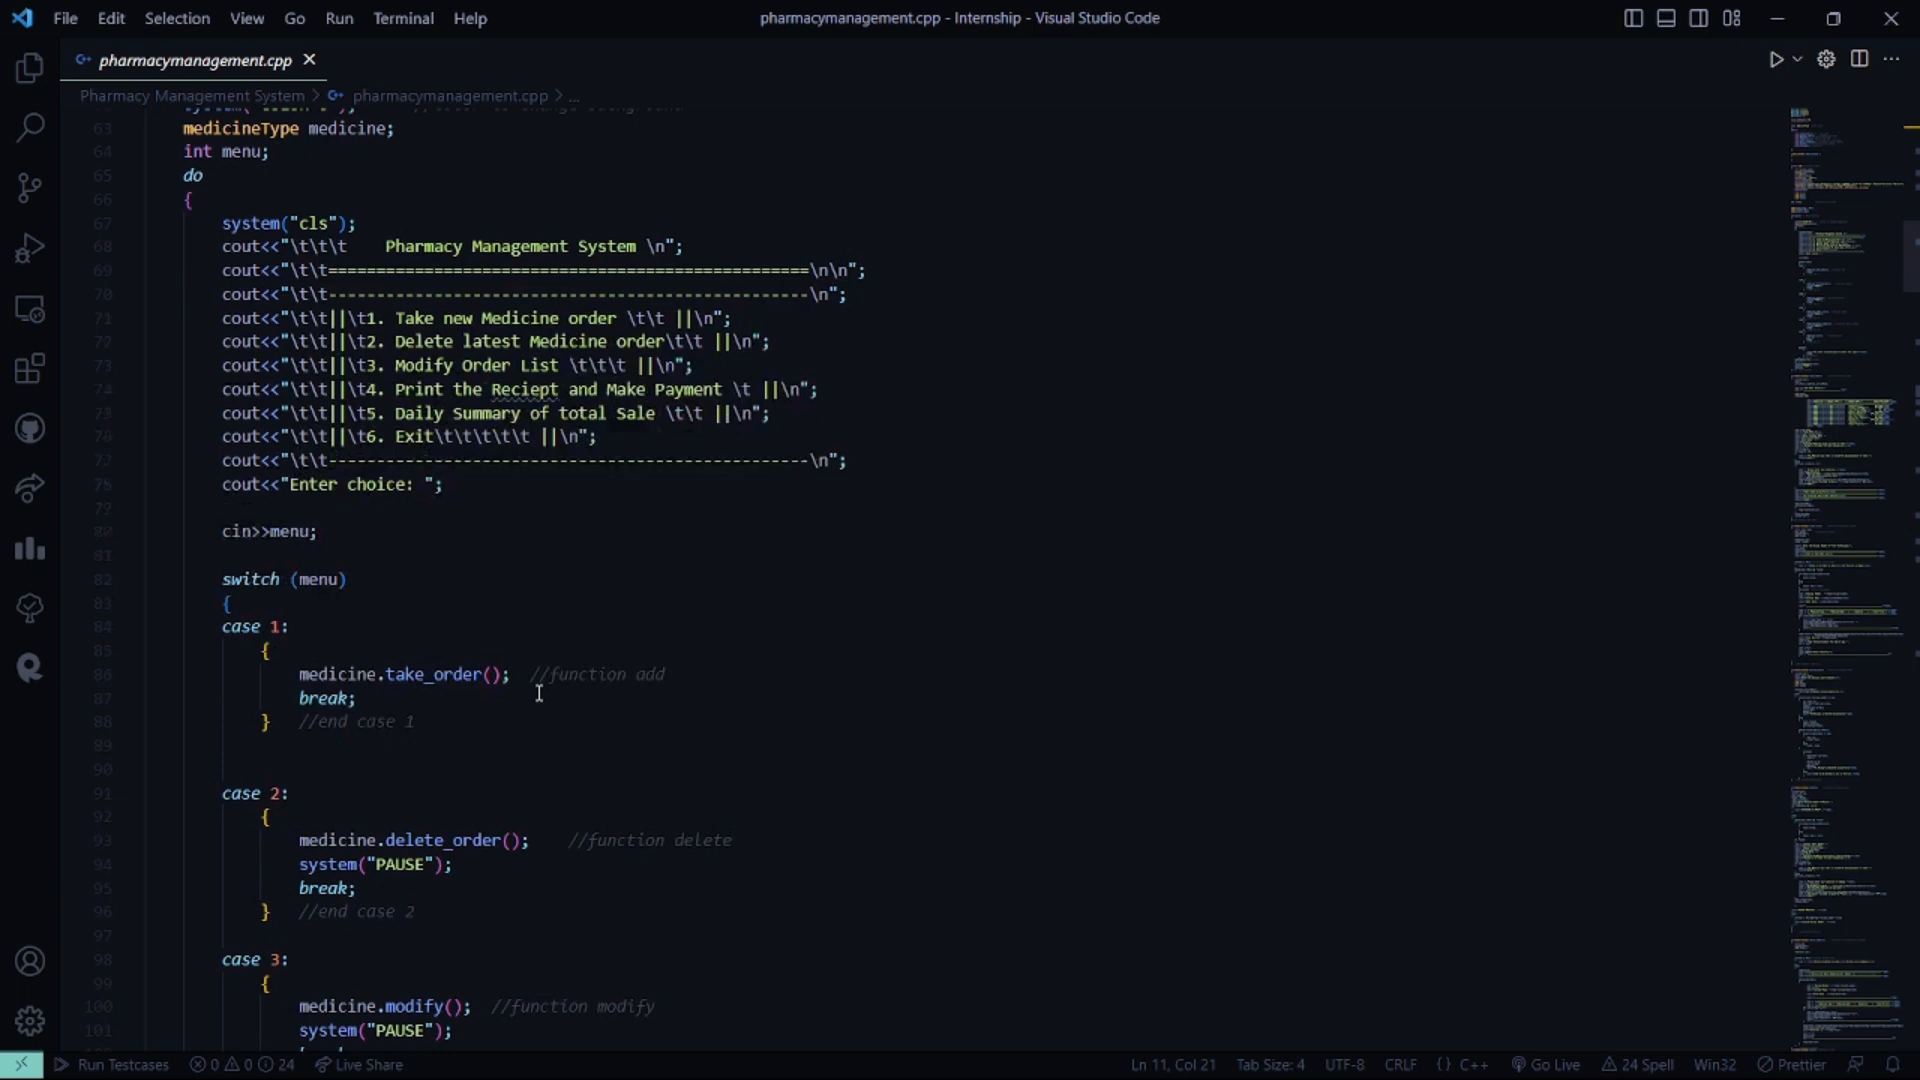 File Edit Selection View Go Run Terminal Help pharmacymanagement.cpp - Internship - Visual Studio Code
pharmacymanagement.cpp
Pharmacy Management System > pharmacymanagement.cpp > ...
63 medicineType medicine;
64 int menu;
65 do
66 {
67 system("cls");
68 cout<<"\t\t\t    Pharmacy Management System \n";
69 cout<<"\t\t==================================================\n\n";
70 cout<<"\t\t--------------------------------------------------\n";
71 cout<<"\t\t||\t1. Take new Medicine order \t\t ||\n";
72 cout<<"\t\t||\t2. Delete latest Medicine order\t\t ||\n";
73 cout<<"\t\t||\t3. Modify Order List \t\t\t ||\n";
74 cout<<"\t\t||\t4. Print the Reciept and Make Payment \t ||\n";
75 cout<<"\t\t||\t5. Daily Summary of total Sale \t\t ||\n";
76 cout<<"\t\t||\t6. Exit\t\t\t\t\t ||\n";
77 cout<<"\t\t--------------------------------------------------\n";
78 cout<<"Enter choice: ";
79
80 cin>>menu;
81
82 switch (menu)
83 {
84 case 1:
85 {
86 medicine.take_order();  //function add
87 break;
88 }   //end case 1
89
90
91 case 2:
92 {
93 medicine.delete_order();    //function delete
94 system("PAUSE");
95 break;
96 }   //end case 2
97
98 case 3:
99 {
100 medicine.modify();  //function modify
101 system("PAUSE");
Run Testcases 0 0 24 Live Share Ln 11, Col 21 Tab Size: 4 UTF-8 CRLF {} C++ Go Live 24 Spell Win32 Prettier